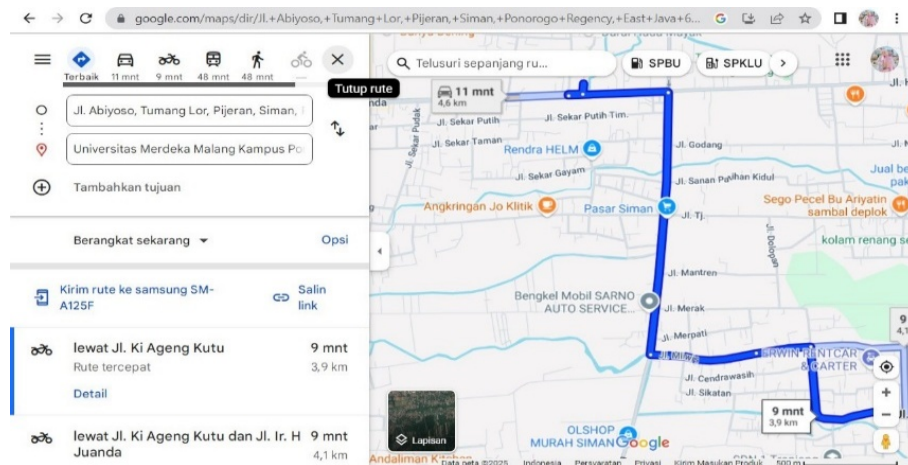 google.com/maps/dir/Jl.+Abiyoso,+Tumang+Lor,+Pijeran,+Siman,+Ponorogo+Regency,+East+Java+6...
Terbaik 11 mnt 9 mnt 48 mnt 48 mnt
Tutup rute
Jl. Abiyoso, Tumang Lor, Pijeran, Siman,
Universitas Merdeka Malang Kampus Po
Tambahkan tujuan
Berangkat sekarang Opsi
Kirim rute ke samsung SM-
A125F
Salin
link
lewat Jl. Ki Ageng Kutu 9 mnt
Rute tercepat 3,9 km
Detail
lewat Jl. Ki Ageng Kutu dan Jl. Ir. H 9 mnt
Juanda 4,1 km
Telusuri sepanjang ru...
SPBU
SPKLU
11 mnt
4,6 km
Jl. Sekar Putih
Jl. Sekar Putih Tim.
Jl. Sekar Pudak
Jl. Sekar Taman
Rendra HELM
Jl. Godang
Jl. Sekar Gayam
Jl. Sanan Pulihan Kidul
Jual be
pak
Angkringan Jo Klitik
Pasar Siman
Jl. Tj.
Sego Pecel Bu Ariyatin
sambal deplok
Jl. Dologan
kolam renang se
Jl. Mantren
Bengkel Mobil SARNO
AUTO SERVICE...
Jl. Merak
Jl. Merpati
ERWIN RENTCAR
& CARTER
Jl. Cendrawasih
Jl. Sikatan
9 mnt
3,9 km
Lapisan
OLSHOP
MURAH SIMAN
Google
Andaliman
Data peta ©2025 Indonesia Persyaratan Privasi Kirim Masukan Produk 500 m